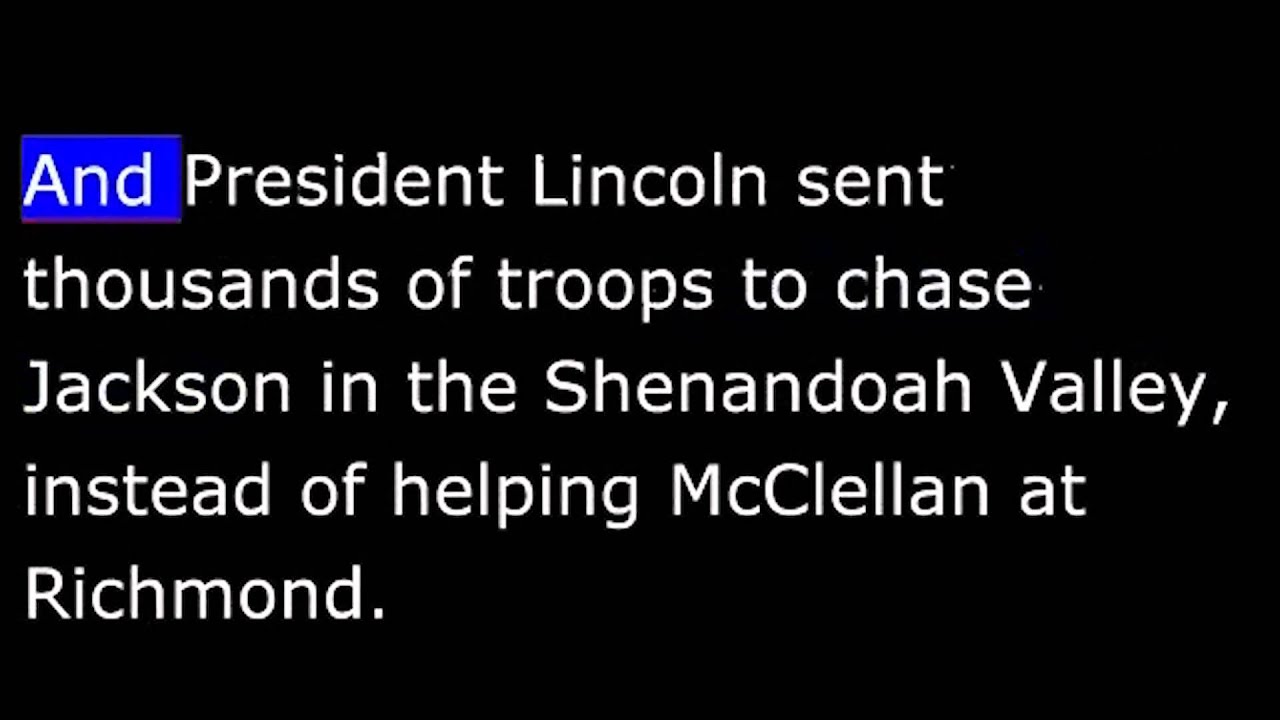 And President Lincoln sent
thousands of troops to chase
Jackson in the Shenandoah Valley,
instead of helping McClellan at
Richmond.